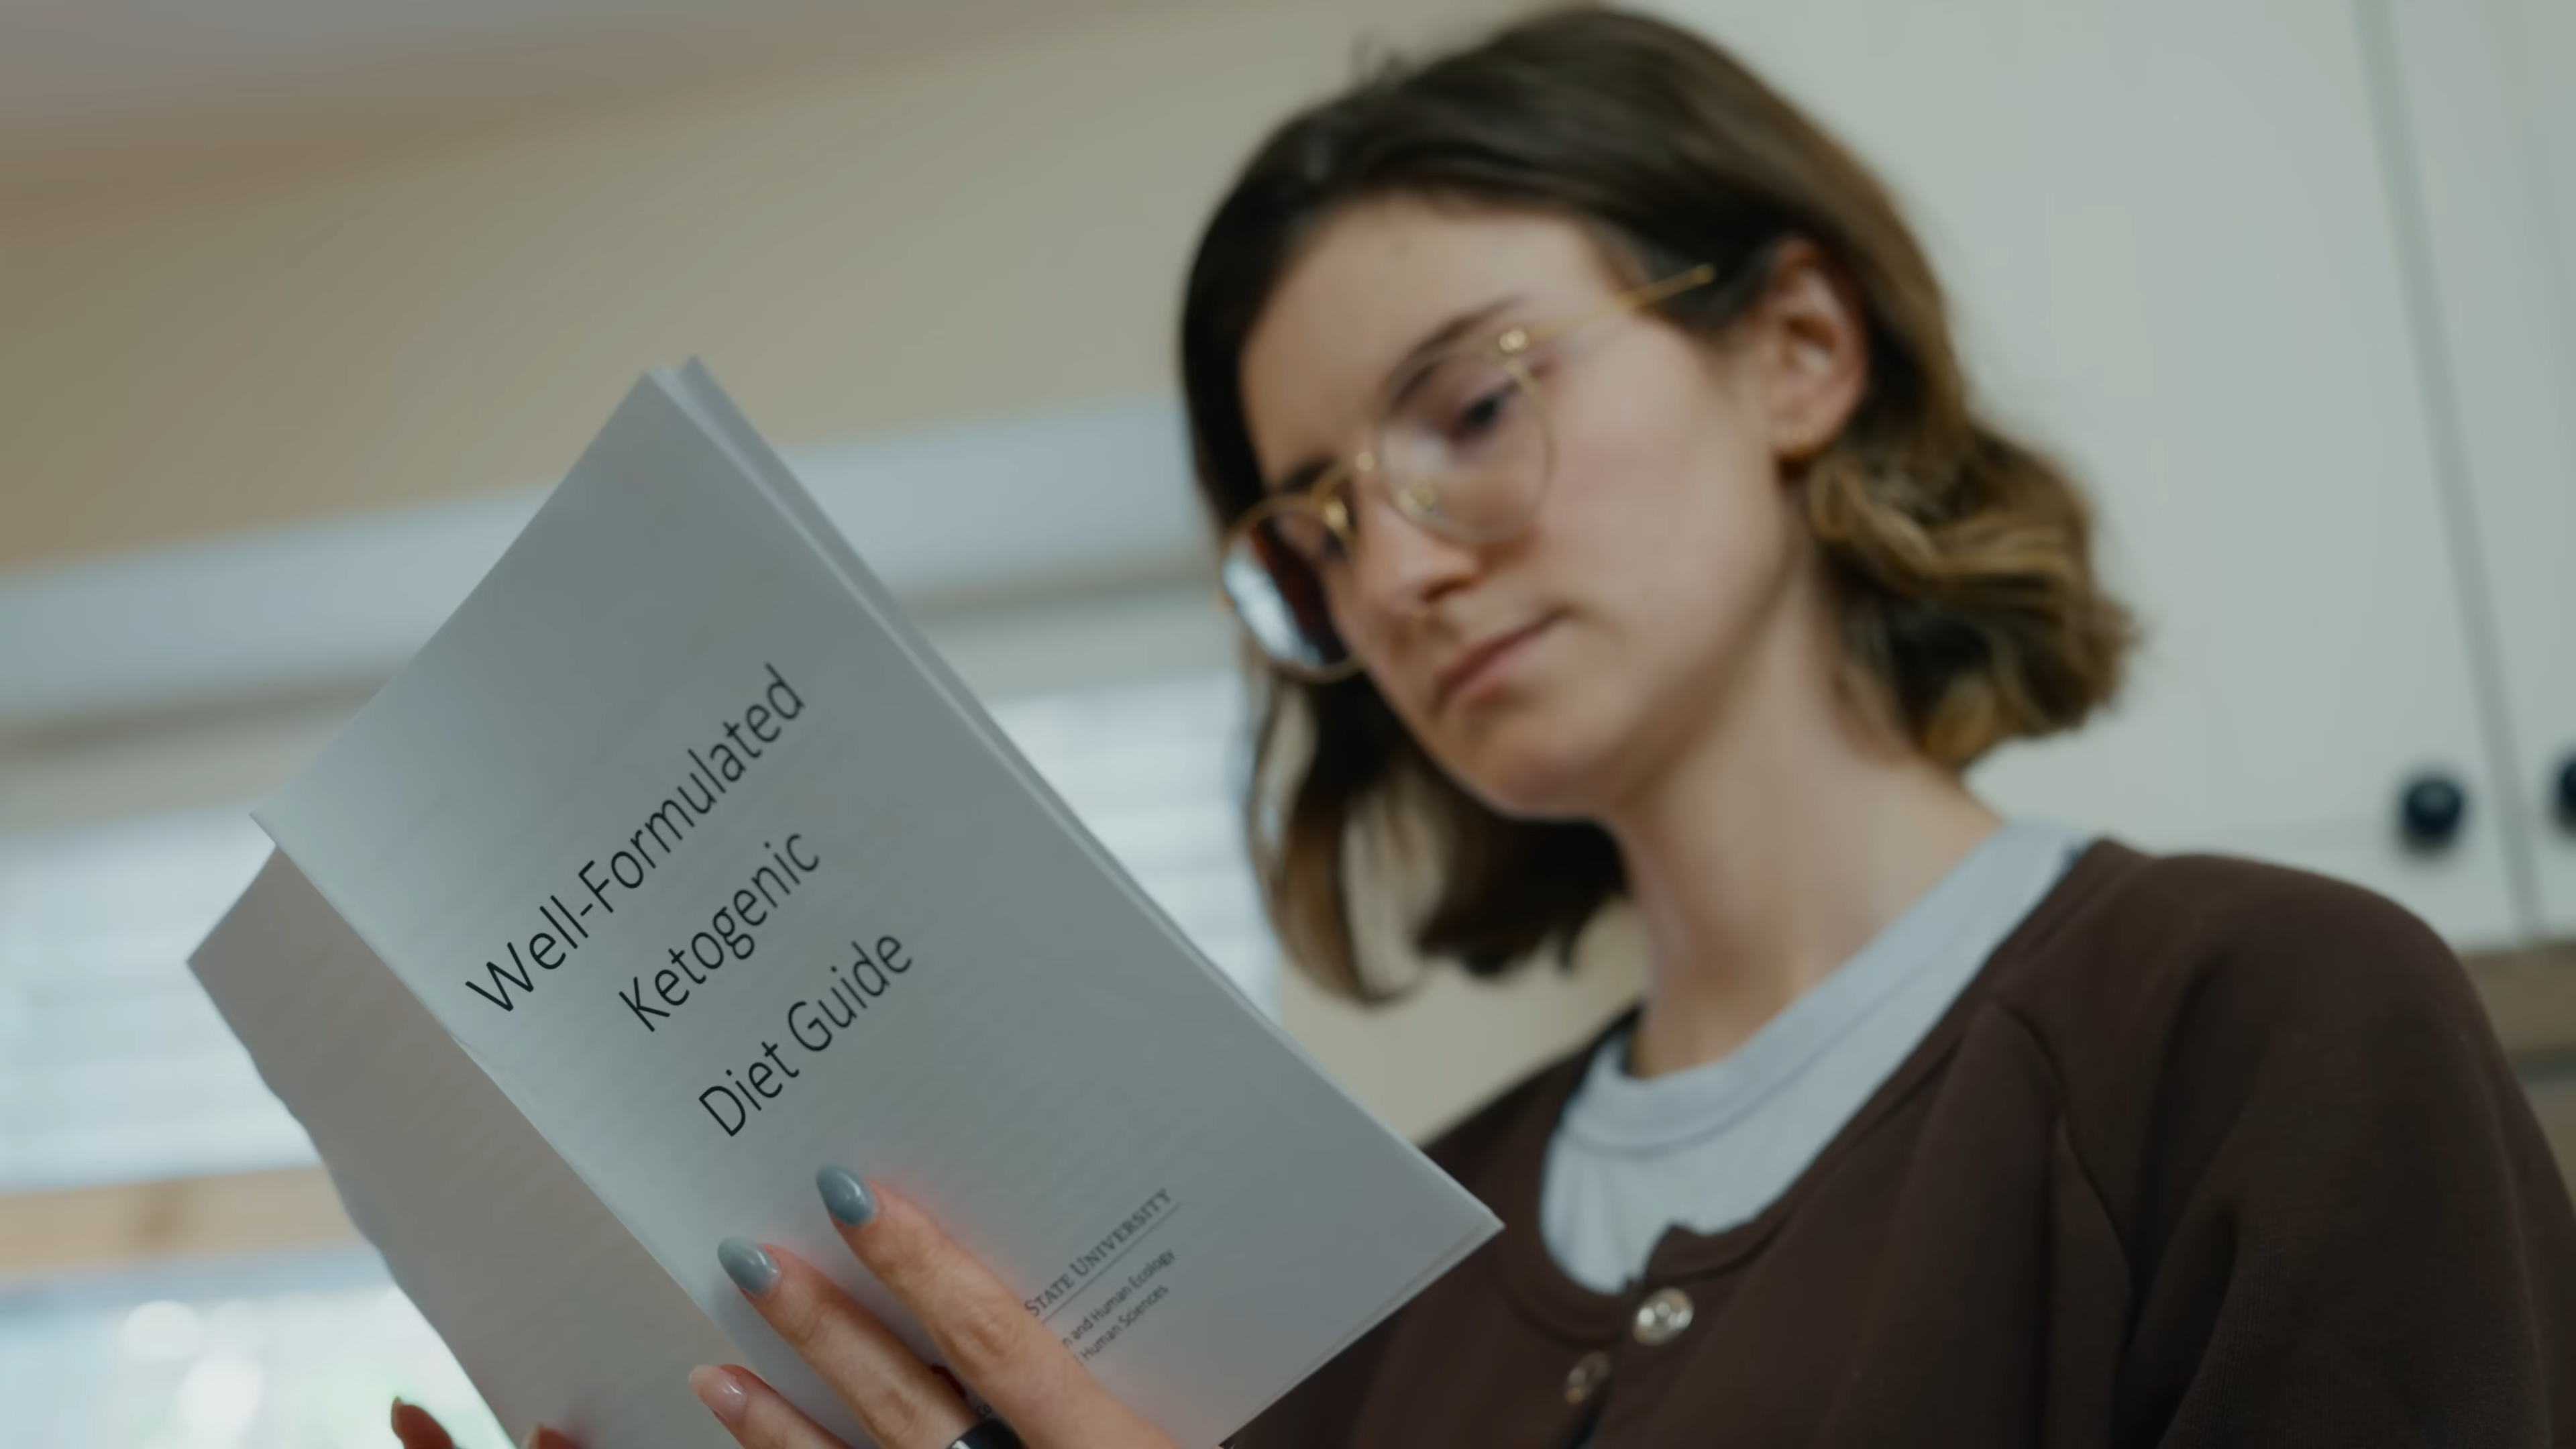 Well-Formulated
Ketogenic
Diet Guide
STATE UNIVERSITY
and Human Ecology
Human Sciences